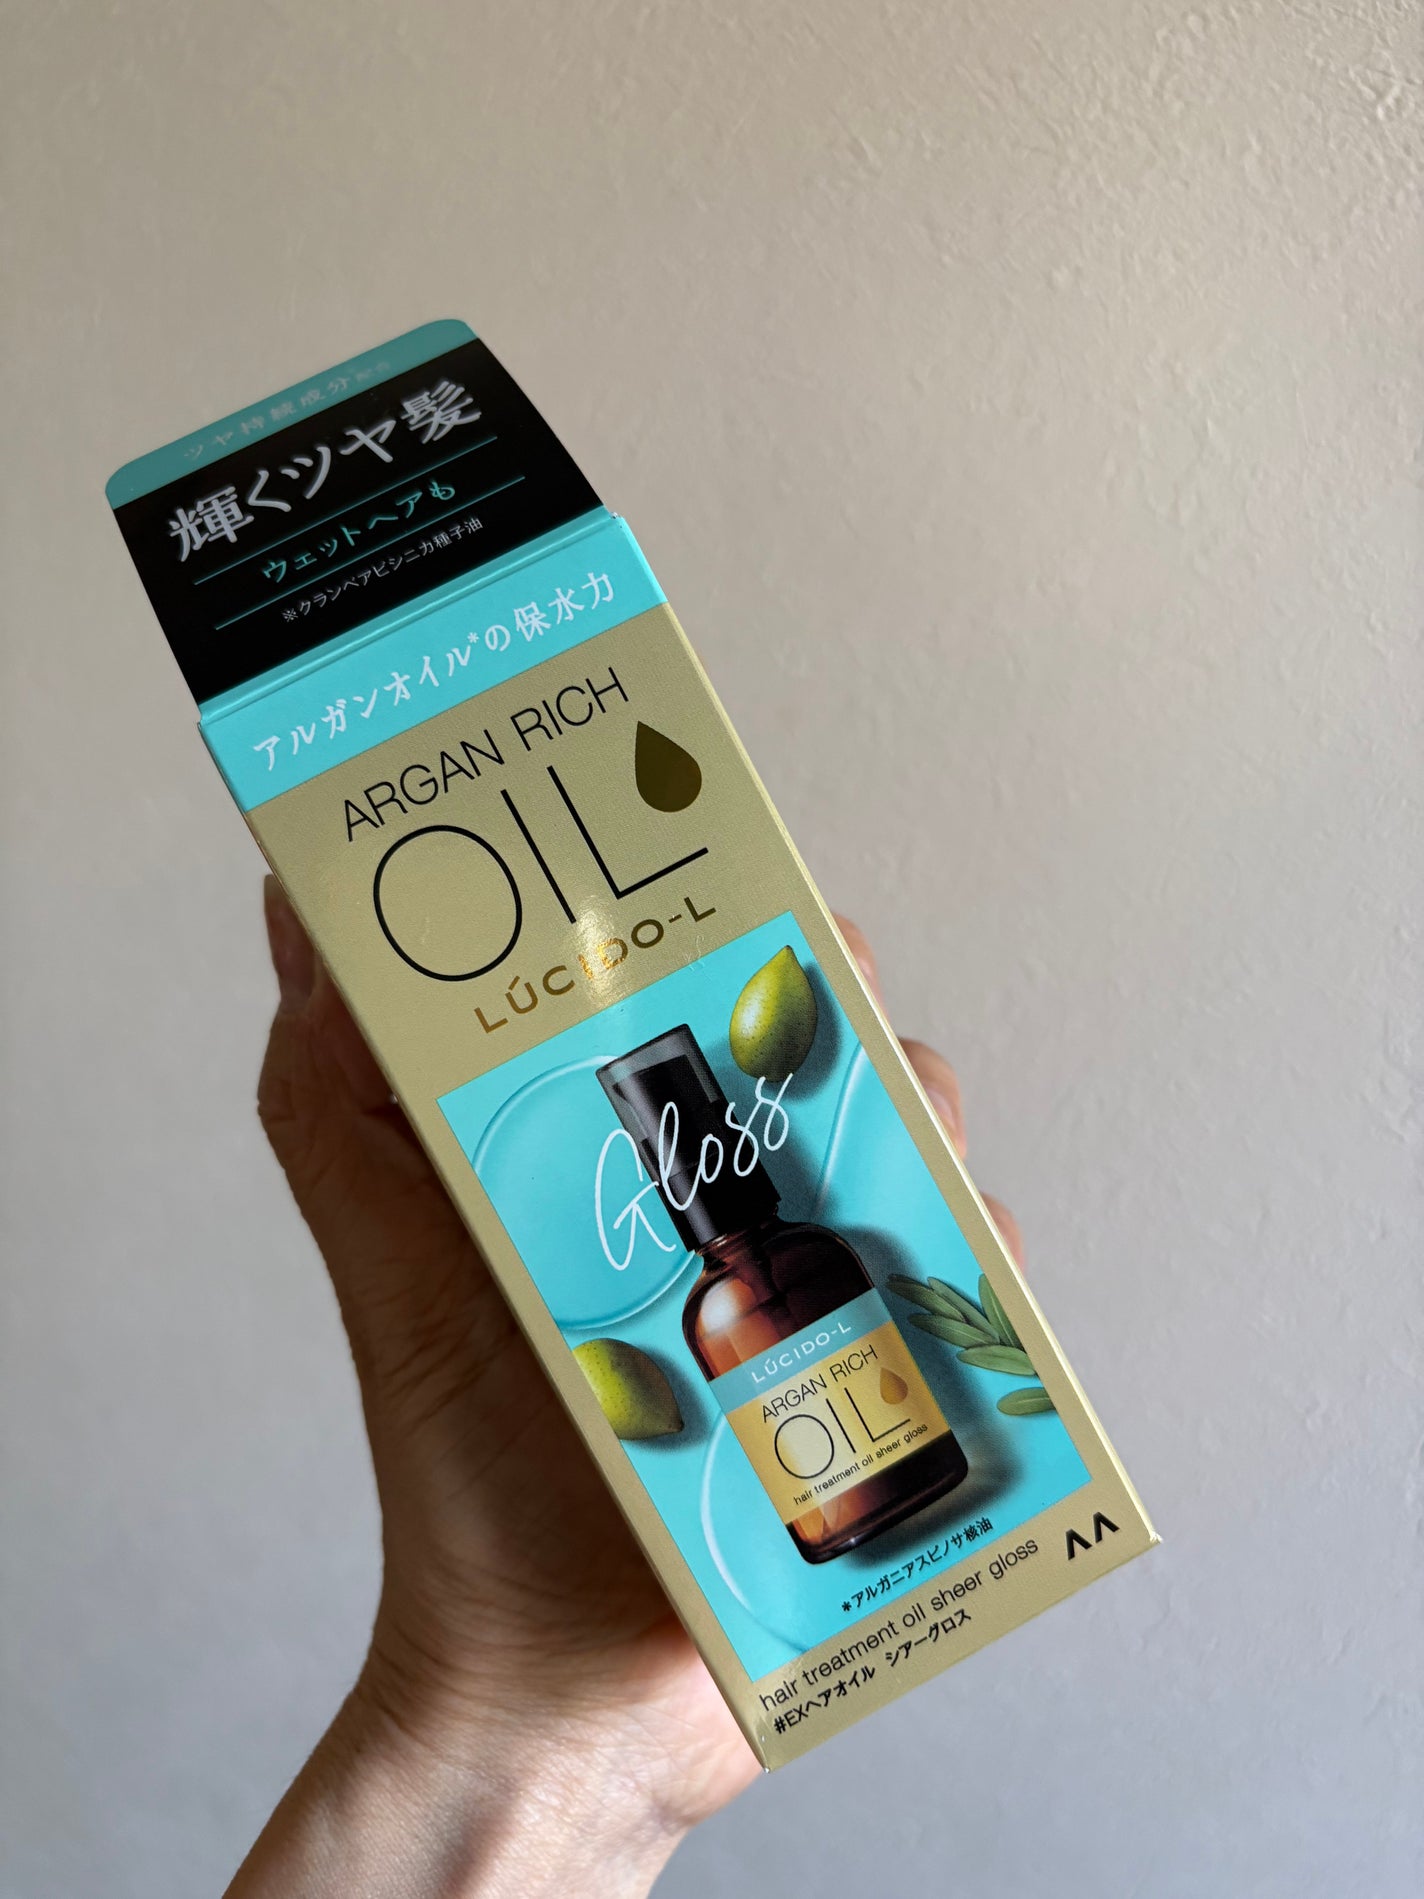 ツヤ持続成分※配合
輝くツヤ髪
ウェットヘアも
※クランベアビシニカ種子油
アルガンオイル*の保水力
ARGAN RICH
OIL
LÚCIDO-L
Gloss
LÚCIDO-L
ARGAN RICH
OIL
hair treatment oil sheer gloss
*アルガニアスピノサ核油
hair treatment oil sheer gloss
#EXヘアオイル シアーグロス